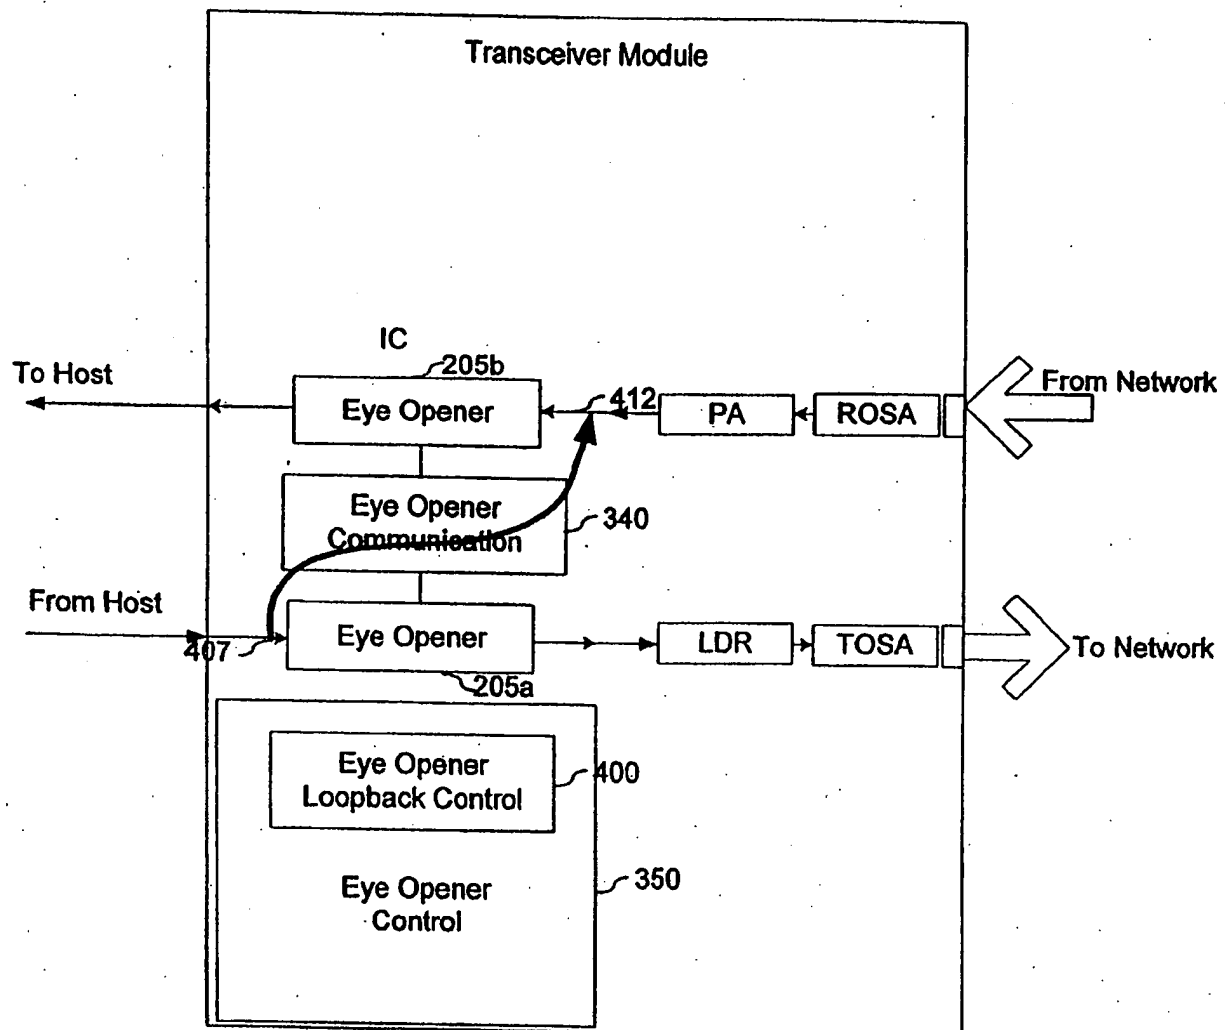 Transceiver Module
IC
205b
To Host
Eye Opener
412
PA
ROSA
From Network
Eye Opener
Communication
340
From Host
407
Eye Opener
LDR
TOSA
To Network
205a
Eye Opener
Loopback Control
400
Eye Opener
Control
350